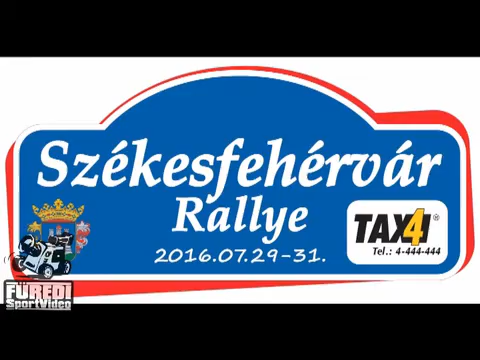 Székesfehérvár
Rallye
2016.07.29-31.
TAX4®
Tel.: 4-444-444
FÜREDI
SportVideo